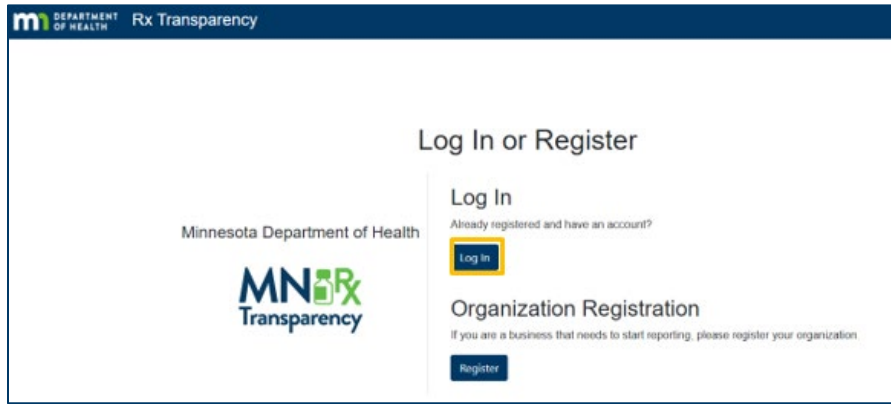 DEPARTMENT
OF HEALTH
Rx Transparency
Log In or Register
Minnesota Department of Health
MN Rx
Transparency
Log In
Already registered and have an account?
Log In
Organization Registration
If you are a business that needs to start reporting, please register your organization
Register